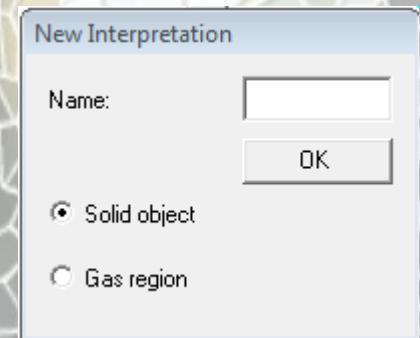 New Interpretation
Name:
OK
Solid object
Gas region